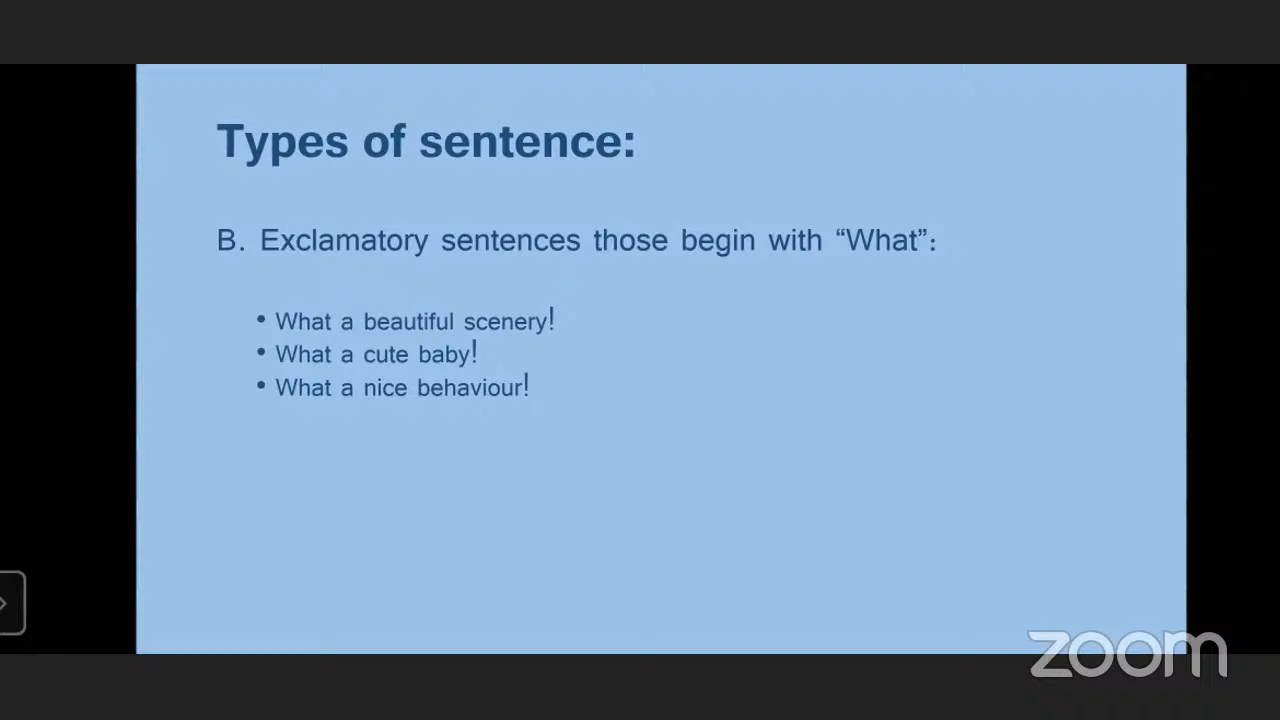 Types of sentence:
B. Exclamatory sentences those begin with “What”:
• What a beautiful scenery!
• What a cute baby!
• What a nice behaviour!
zoom